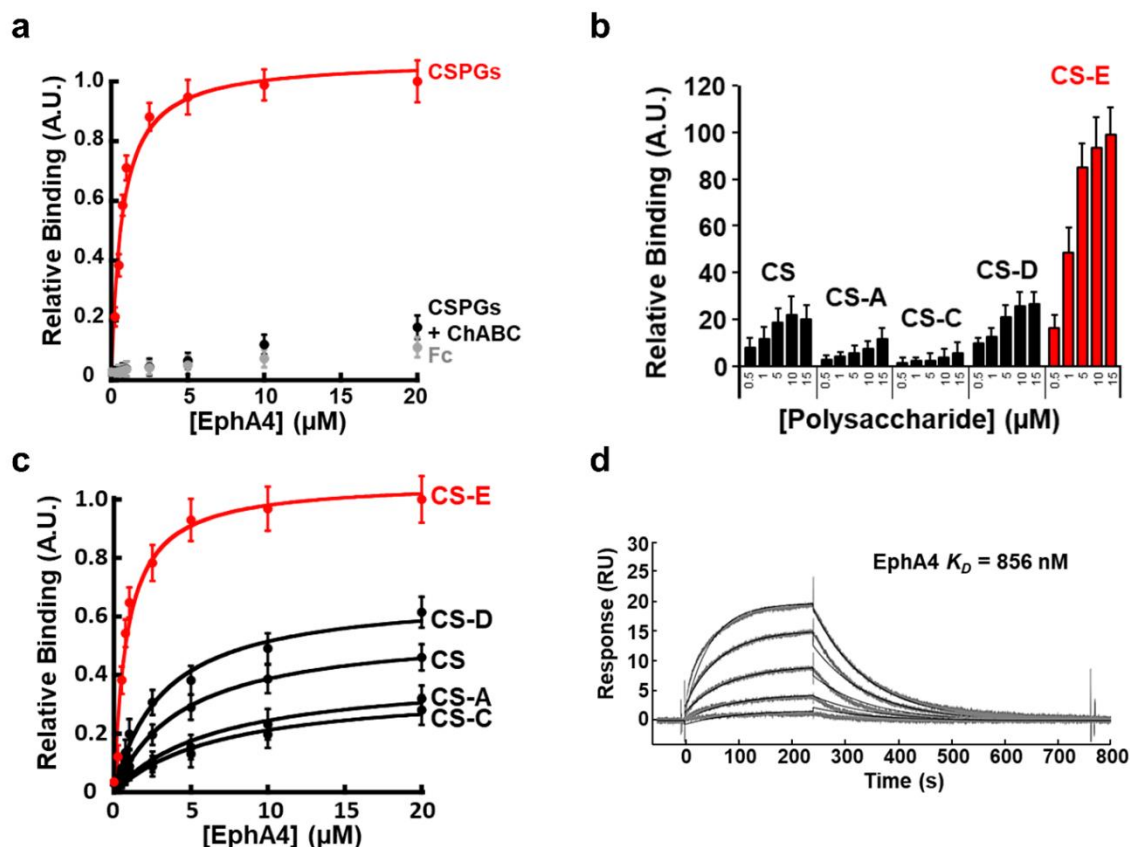 a
Relative Binding (A.U.)
1.0
0.8
0.6
0.4
0.2
0
CSPGs
CSPGs
+ ChABC
Fc
0 5 10 15 20
[EphA4] (µM)
b
Relative Binding (A.U.)
120
100
80
60
40
20
0
CS
CS-A
CS-C
CS-D
CS-E
0.5 1 5 10 15 0.5 1 5 10 15 0.5 1 5 10 15 0.5 1 5 10 15 0.5 1 5 10 15
[Polysaccharide] (µM)
c
Relative Binding (A.U.)
1.0
0.8
0.6
0.4
0.2
0
CS-E
CS-D
CS
CS-A
CS-C
0 5 10 15 20
[EphA4] (µM)
d
Response (RU)
30
25
20
15
10
5
0
EphA4 K_D = 856 nM
0 100 200 300 400 500 600 700 800
Time (s)